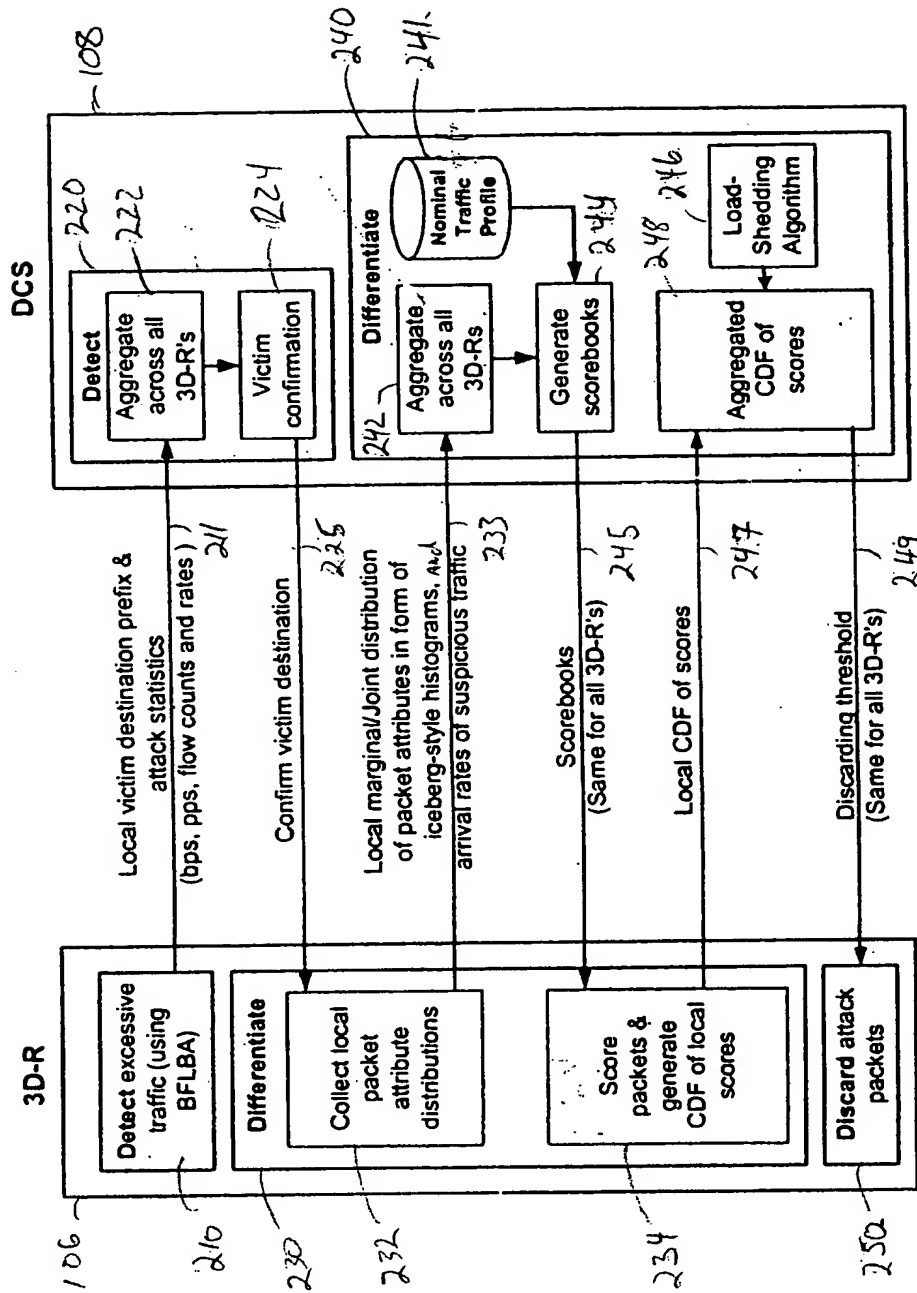 3D-R
DCS
106
108
Detect excessive
traffic (using
BFLBA)
210
Local victim destination prefix &
attack statistics
(bps, pps, flow counts and rates)
211
Detect
220
Aggregate
across all
3D-R's
222
Victim
confirmation
224
Confirm victim destination
225
Differentiate
230
Collect local
packet
attribute
distributions
232
Local marginal/Joint distribution
of packet attributes in form of
iceberg-style histograms, And
arrival rates of suspicious traffic
233
Differentiate
240
Aggregate
across all
3D-Rs
242
Nominal
Traffic
Profile
241
Generate
scorebooks
244
Scorebooks
(Same for all 3D-R's)
245
Score
packets &
generate
CDF of local
scores
234
Local CDF of scores
247
Aggregated
CDF of
scores
248
Load-
Shedding
Algorithm
246
Discarding threshold
(Same for all 3D-R's)
249
Discard attack
packets
250